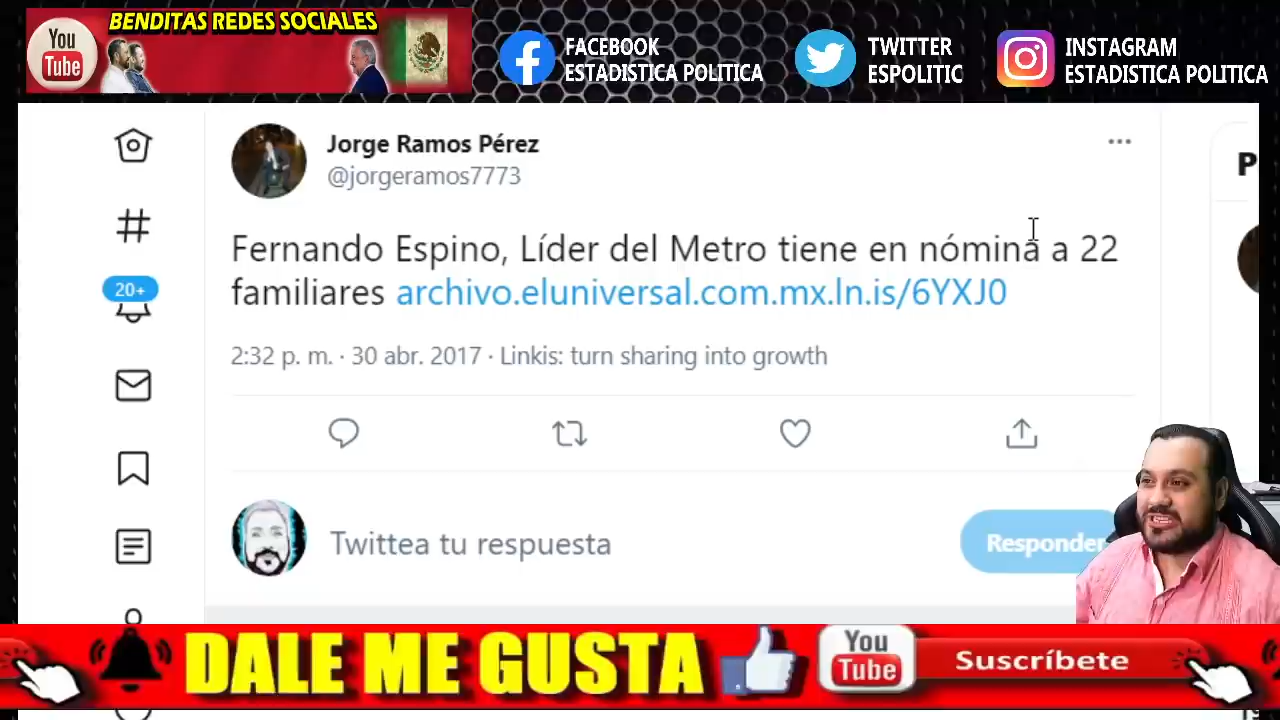 BENDITAS REDES SOCIALES
You
Tube
FACEBOOK
ESTADISTICA POLITICA
TWITTER
ESPOLITIC
INSTAGRAM
ESTADISTICA POLITICA
Jorge Ramos Pérez
@jorgeramos7773
Fernando Espino, Líder del Metro tiene en nómina a 22
familiares archivo.eluniversal.com.mx.ln.is/6YXJ0
20+
2:32 p. m. · 30 abr. 2017 · Linkis: turn sharing into growth
Twittea tu respuesta
Responder
DALE ME GUSTA
You
Tube
Suscríbete